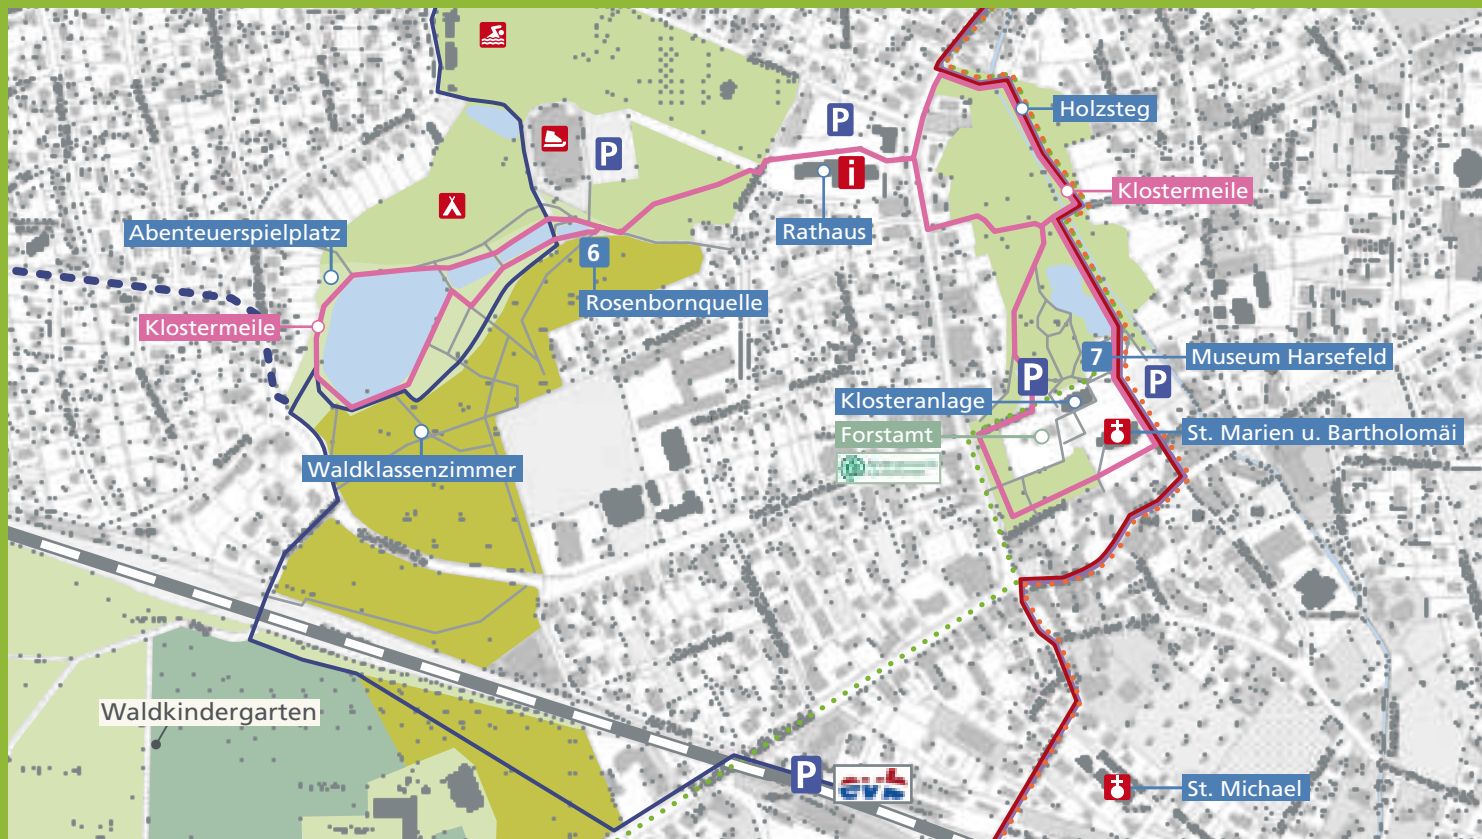 P
Holzsteg
P
Klostermeile
i
Abenteuerspielplatz
Rathaus
6
Rosenbornquelle
Klostermeile
7
Museum Harsefeld
P
P
Klosteranlage
Forstamt
St. Marien u. Bartholomäi
Waldklassenzimmer
Waldkindergarten
P
St. Michael